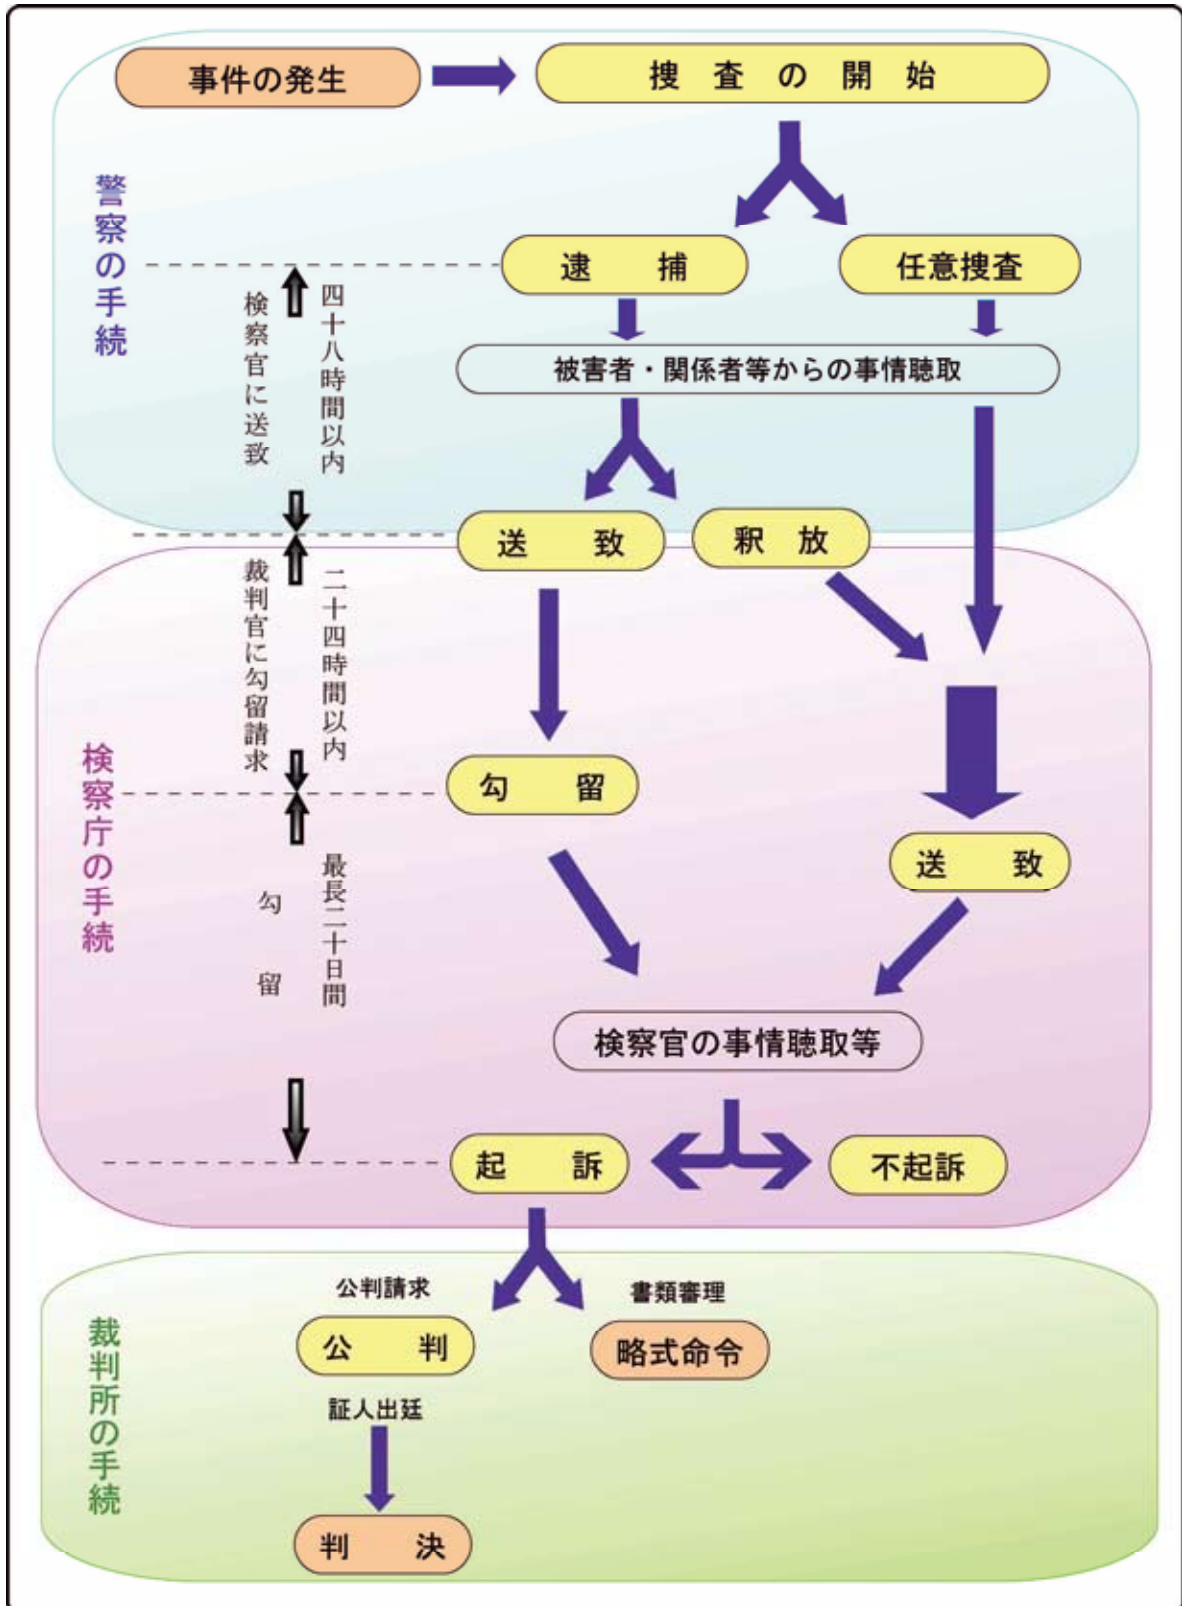 事件の発生
捜査の開始
警察の手続
逮捕
任意捜査
四十八時間以内
検察官に送致
被害者・関係者等からの事情聴取
送致
釈放
検察庁の手続
二十四時間以内
裁判官に勾留請求
勾留
送致
最長二十日間
勾留
検察官の事情聴取等
起訴
不起訴
裁判所の手続
公判請求
書類審理
公判
略式命令
証人出廷
判決